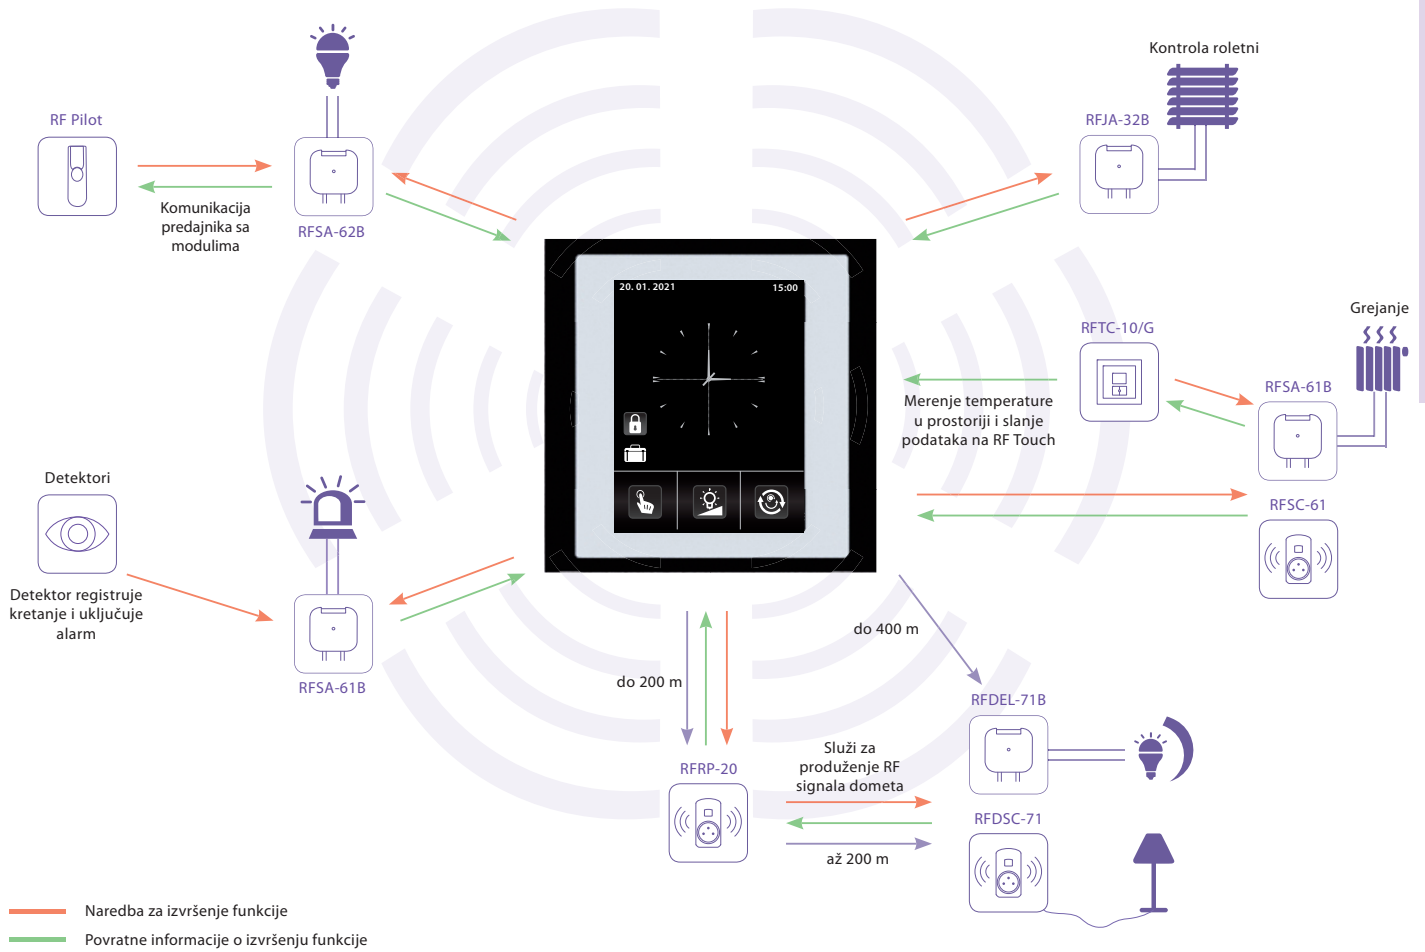 RF Pilot
Komunikacija
predajnika sa
modulima
RFSA-62B
Kontrola roletni
RFJA-32B
20. 01. 2021
15:00
RFTC-10/G
Merenje temperature
u prostoriji i slanje
podataka na RF Touch
Grejanje
RFSA-61B
RFSC-61
Detektori
Detektor registruje
kretanje i uključuje
alarm
RFSA-61B
do 200 m
do 400 m
RFRP-20
Služi za
produženje RF
signala dometa
až 200 m
RFDEL-71B
RFDSC-71
Naredba za izvršenje funkcije
Povratne informacije o izvršenju funkcije